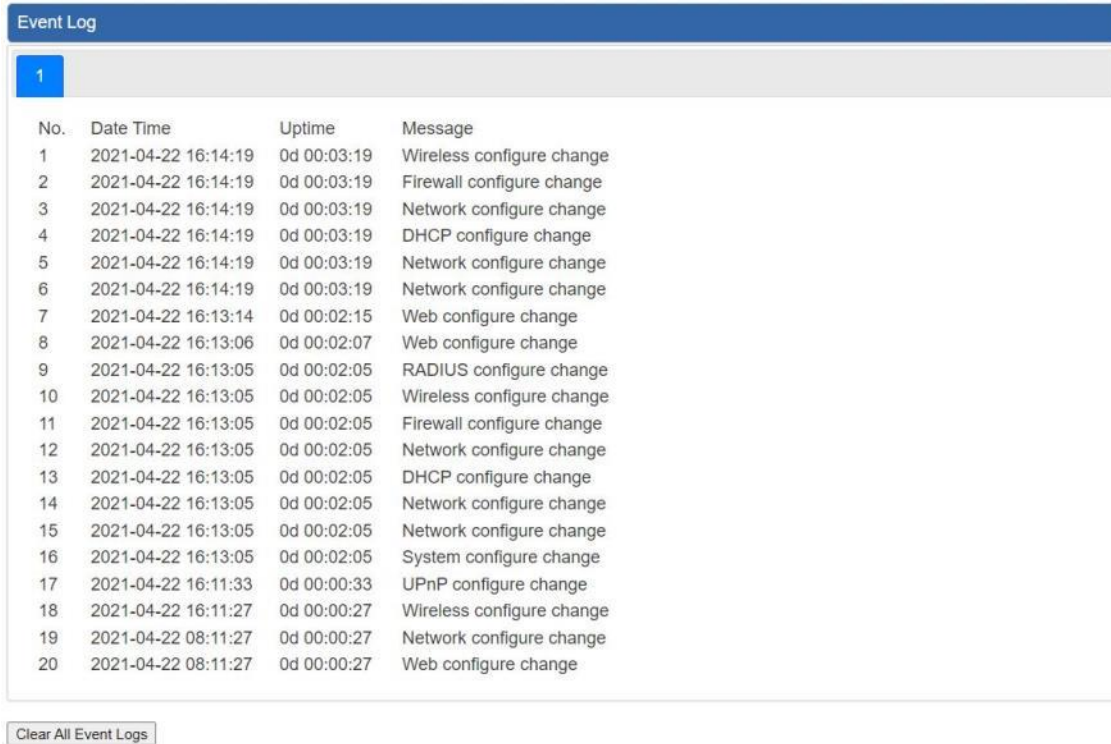 Event Log
1
No. Date Time Uptime Message
1 2021-04-22 16:14:19 0d 00:03:19 Wireless configure change
2 2021-04-22 16:14:19 0d 00:03:19 Firewall configure change
3 2021-04-22 16:14:19 0d 00:03:19 Network configure change
4 2021-04-22 16:14:19 0d 00:03:19 DHCP configure change
5 2021-04-22 16:14:19 0d 00:03:19 Network configure change
6 2021-04-22 16:14:19 0d 00:03:19 Network configure change
7 2021-04-22 16:13:14 0d 00:02:15 Web configure change
8 2021-04-22 16:13:06 0d 00:02:07 Web configure change
9 2021-04-22 16:13:05 0d 00:02:05 RADIUS configure change
10 2021-04-22 16:13:05 0d 00:02:05 Wireless configure change
11 2021-04-22 16:13:05 0d 00:02:05 Firewall configure change
12 2021-04-22 16:13:05 0d 00:02:05 Network configure change
13 2021-04-22 16:13:05 0d 00:02:05 DHCP configure change
14 2021-04-22 16:13:05 0d 00:02:05 Network configure change
15 2021-04-22 16:13:05 0d 00:02:05 Network configure change
16 2021-04-22 16:13:05 0d 00:02:05 System configure change
17 2021-04-22 16:11:33 0d 00:00:33 UPnP configure change
18 2021-04-22 16:11:27 0d 00:00:27 Wireless configure change
19 2021-04-22 08:11:27 0d 00:00:27 Network configure change
20 2021-04-22 08:11:27 0d 00:00:27 Web configure change
Clear All Event Logs